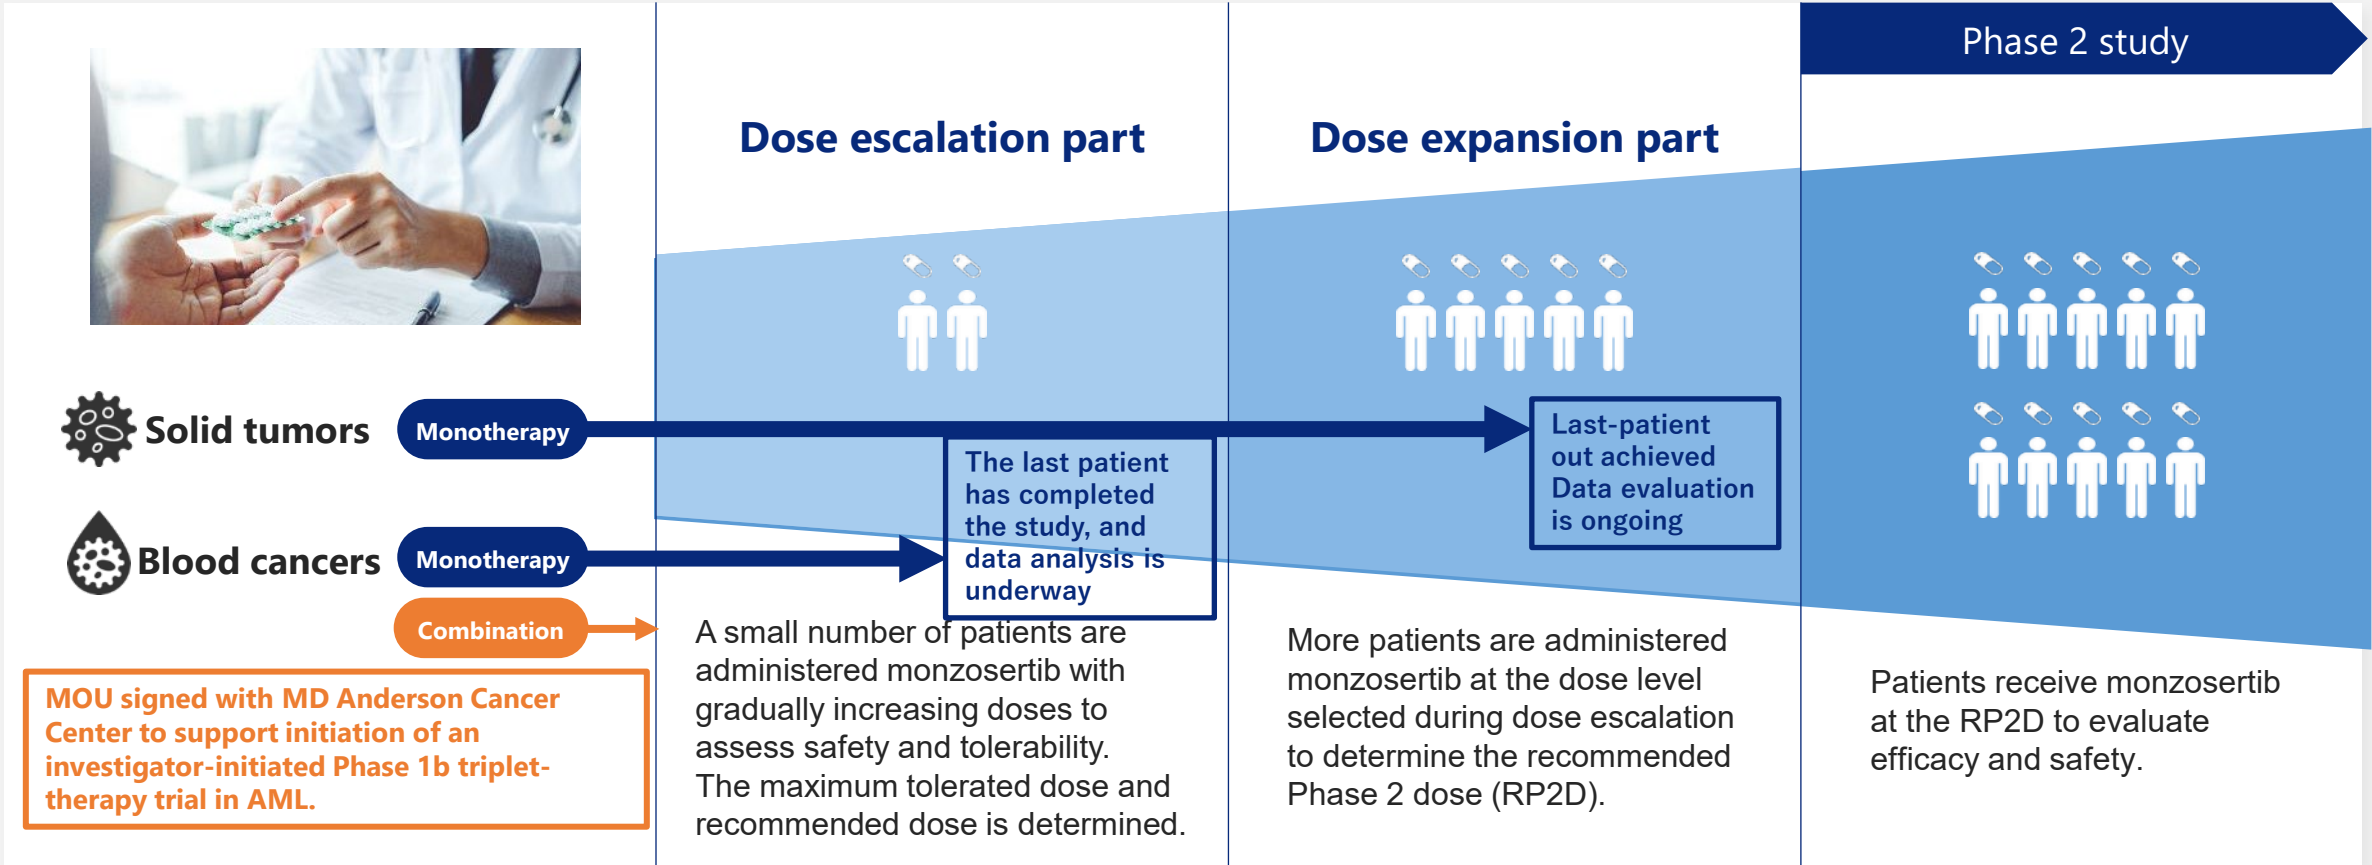 Phase 2 study
Dose escalation part
Dose expansion part
Solid tumors
Monotherapy
Last-patient
out achieved
Data evaluation
is ongoing
The last patient
has completed
the study, and
data analysis is
underway
Blood cancers
Monotherapy
Combination
MOU signed with MD Anderson Cancer
Center to support initiation of an
investigator-initiated Phase 1b triplet-
therapy trial in AML.
A small number of patients are
administered monzosertib with
gradually increasing doses to
assess safety and tolerability.
The maximum tolerated dose and
recommended dose is determined.
More patients are administered
monzosertib at the dose level
selected during dose escalation
to determine the recommended
Phase 2 dose (RP2D).
Patients receive monzosertib
at the RP2D to evaluate
efficacy and safety.